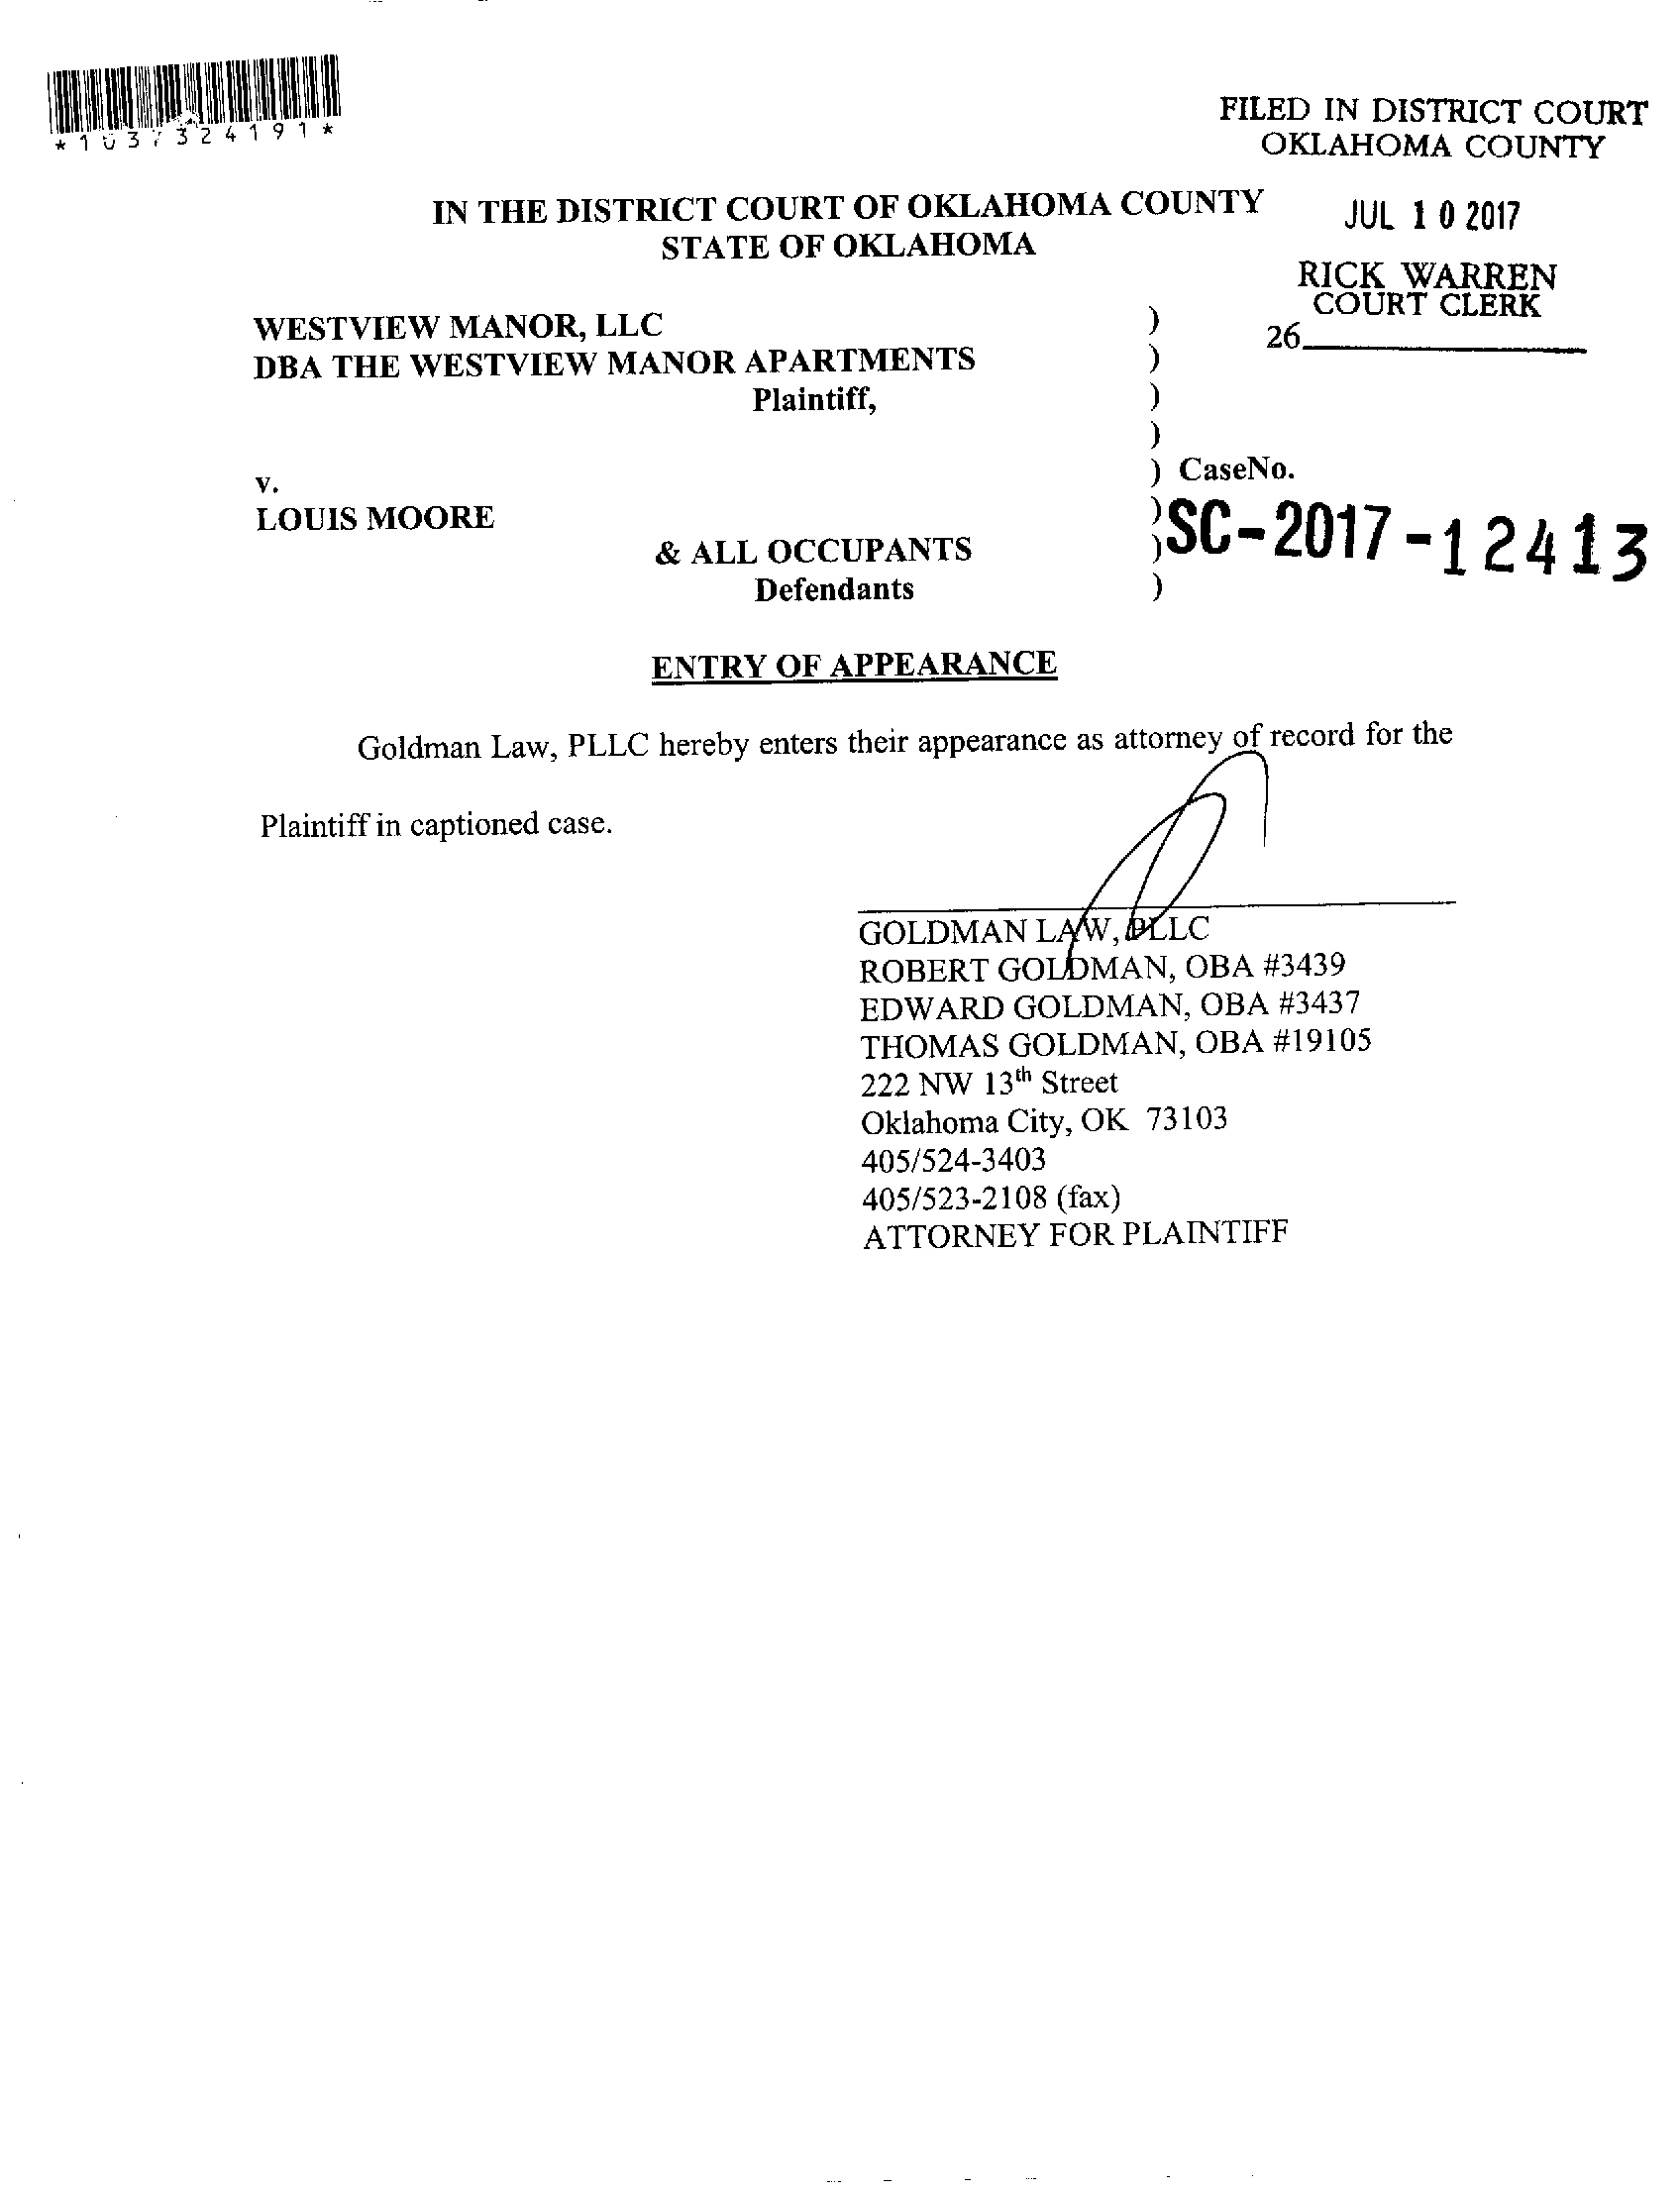 *1037324191*
FILED IN DISTRICT COURT
OKLAHOMA COUNTY
JUL 10 2017
RICK WARREN
COURT CLERK
26
IN THE DISTRICT COURT OF OKLAHOMA COUNTY
STATE OF OKLAHOMA
WESTVIEW MANOR, LLC )
DBA THE WESTVIEW MANOR APARTMENTS )
Plaintiff, )
)
v. ) CaseNo.
LOUIS MOORE ) SC-2017-12413
& ALL OCCUPANTS )
Defendants )
ENTRY OF APPEARANCE
Goldman Law, PLLC hereby enters their appearance as attorney of record for the
Plaintiff in captioned case.
GOLDMAN LAW, PLLC
ROBERT GOLDMAN, OBA #3439
EDWARD GOLDMAN, OBA #3437
THOMAS GOLDMAN, OBA #19105
222 NW 13th Street
Oklahoma City, OK 73103
405/524-3403
405/523-2108 (fax)
ATTORNEY FOR PLAINTIFF